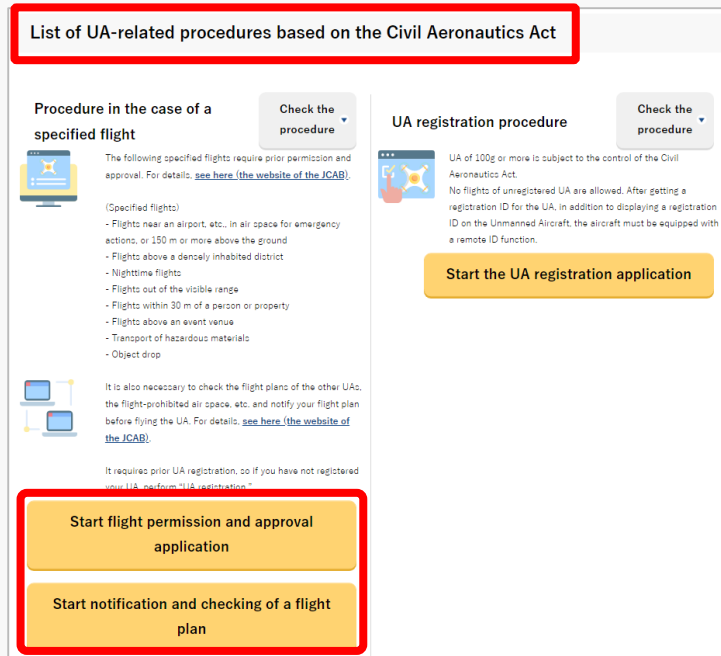 List of UA-related procedures based on the Civil Aeronautics Act
Procedure in the case of a
specified flight
Check the
procedure
The following specified flights require prior permission and
approval. For details, see here (the website of the JCAB).
(Specified flights)
- Flights near an airport, etc., in air space for emergency
actions, or 150 m or more above the ground
- Flights above a densely inhabited district
- Nighttime flights
- Flights out of the visible range
- Flights within 30 m of a person or property
- Flights above an event venue
- Transport of hazardous materials
- Object drop
It is also necessary to check the flight plans of the other UAs,
the flight-prohibited air space, etc. and notify your flight plan
before flying the UA. For details, see here (the website of
the JCAB).
It requires prior UA registration, so if you have not registered
your UA, perform "UA registration."
Start flight permission and approval
application
Start notification and checking of a flight
plan
UA registration procedure
Check the
procedure
UA of 100g or more is subject to the control of the Civil
Aeronautics Act.
No flights of unregistered UA are allowed. After getting a
registration ID for the UA, in addition to displaying a registration
ID on the Unmanned Aircraft, the aircraft must be equipped with
a remote ID function.
Start the UA registration application